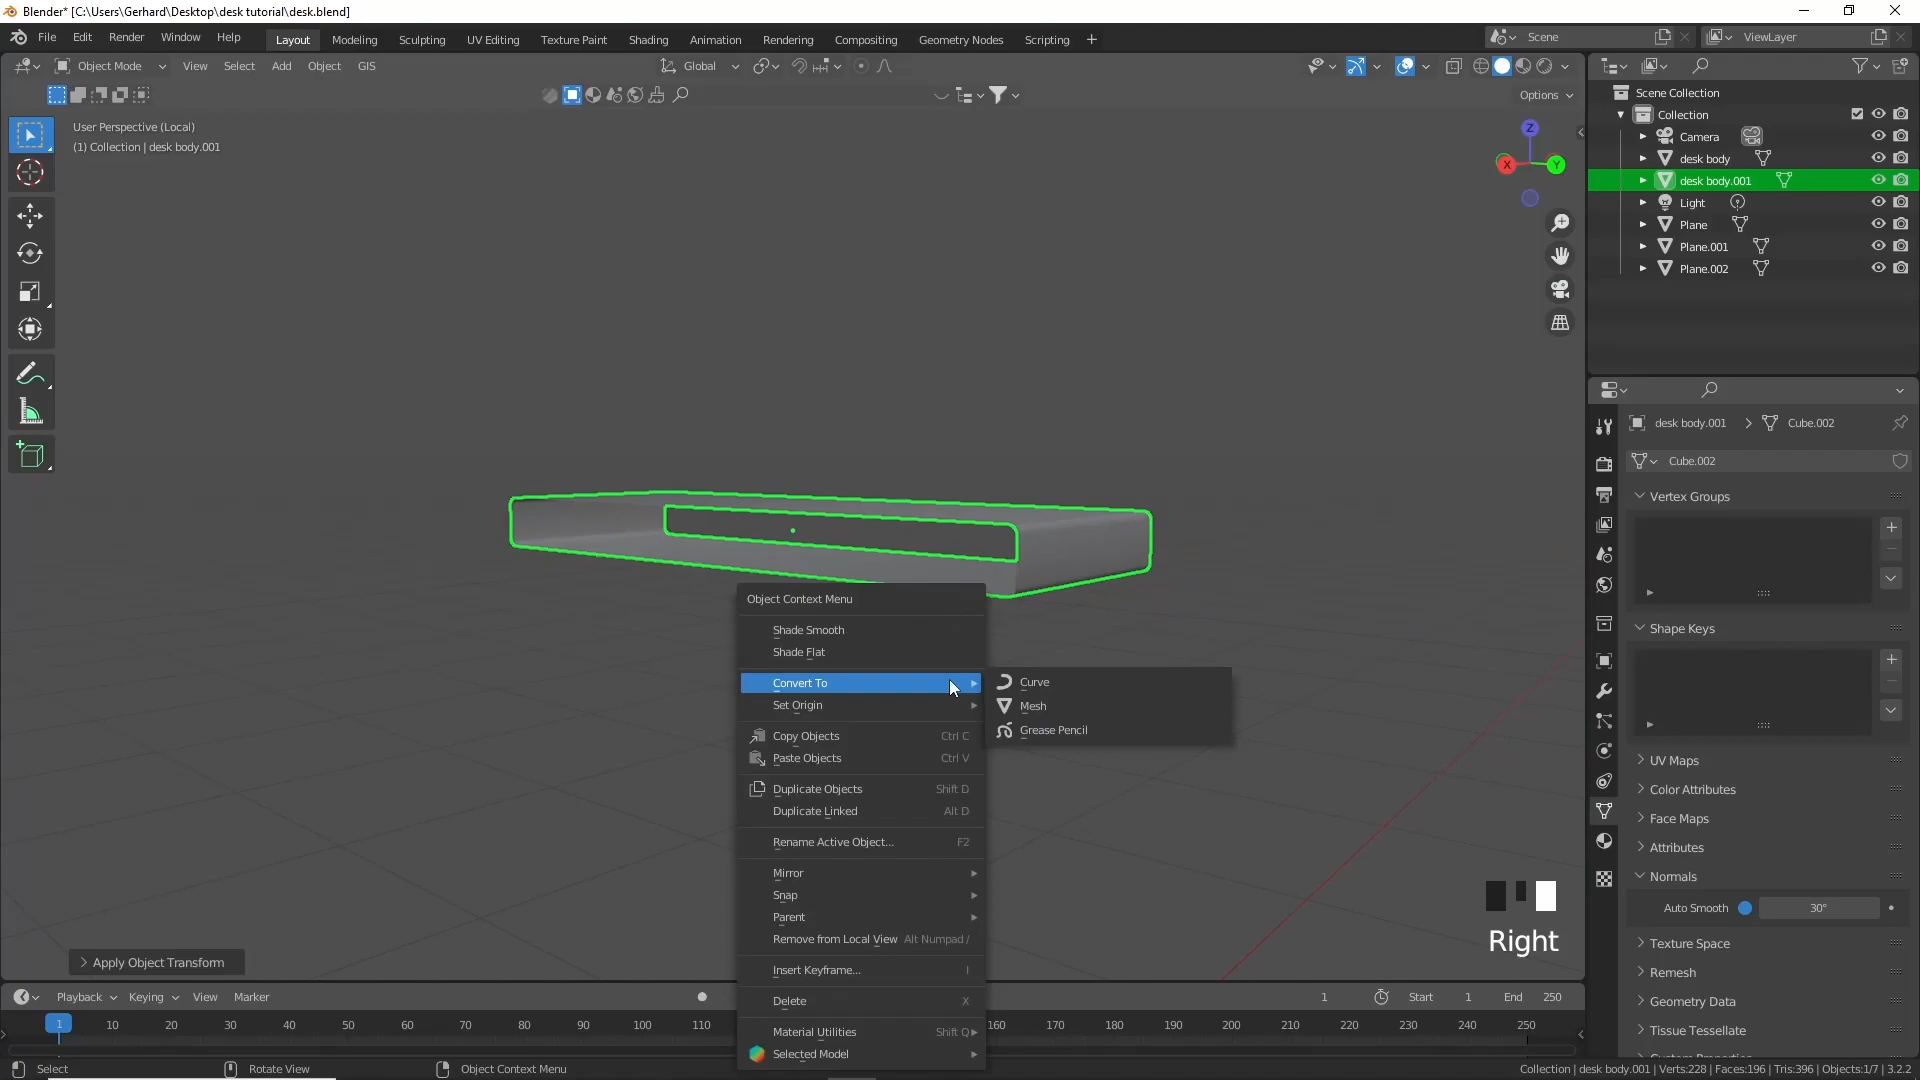 Blender* [C:\Users\Gerhard\Desktop\desk tutorial\desk.blend]
File Edit Render Window Help Layout Modeling Sculpting UV Editing Texture Paint Shading Animation Rendering Compositing Geometry Nodes Scripting + Scene ViewLayer
Object Mode View Select Add Object GIS Global
Options
User Perspective (Local)
(1) Collection | desk body.001
Z
X
Y
Scene Collection
Collection
Camera
desk body
desk body.001
Light
Plane
Plane.001
Plane.002
desk body.001 Cube.002
Cube.002
Vertex Groups
Shape Keys
UV Maps
Color Attributes
Face Maps
Attributes
Normals
Auto Smooth 30°
Texture Space
Remesh
Geometry Data
Tissue Tessellate
Custom Properties
Object Context Menu
Shade Smooth
Shade Flat
Convert To
Set Origin
Copy Objects Ctrl C
Paste Objects Ctrl V
Duplicate Objects Shift D
Duplicate Linked Alt D
Rename Active Object... F2
Mirror
Snap
Parent
Remove from Local View Alt Numpad /
Insert Keyframe... I
Delete X
Material Utilities Shift Q
Selected Model
Curve
Mesh
Grease Pencil
Right
Apply Object Transform
Playback Keying View Marker 1 Start 1 End 250
1 10 20 30 40 50 60 70 80 90 100 110 160 170 180 190 200 210 220 230 240 250
Select Rotate View Object Context Menu Collection | desk body.001 | Verts:228 | Faces:196 | Tris:396 | Objects:1/7 | 3.2.2